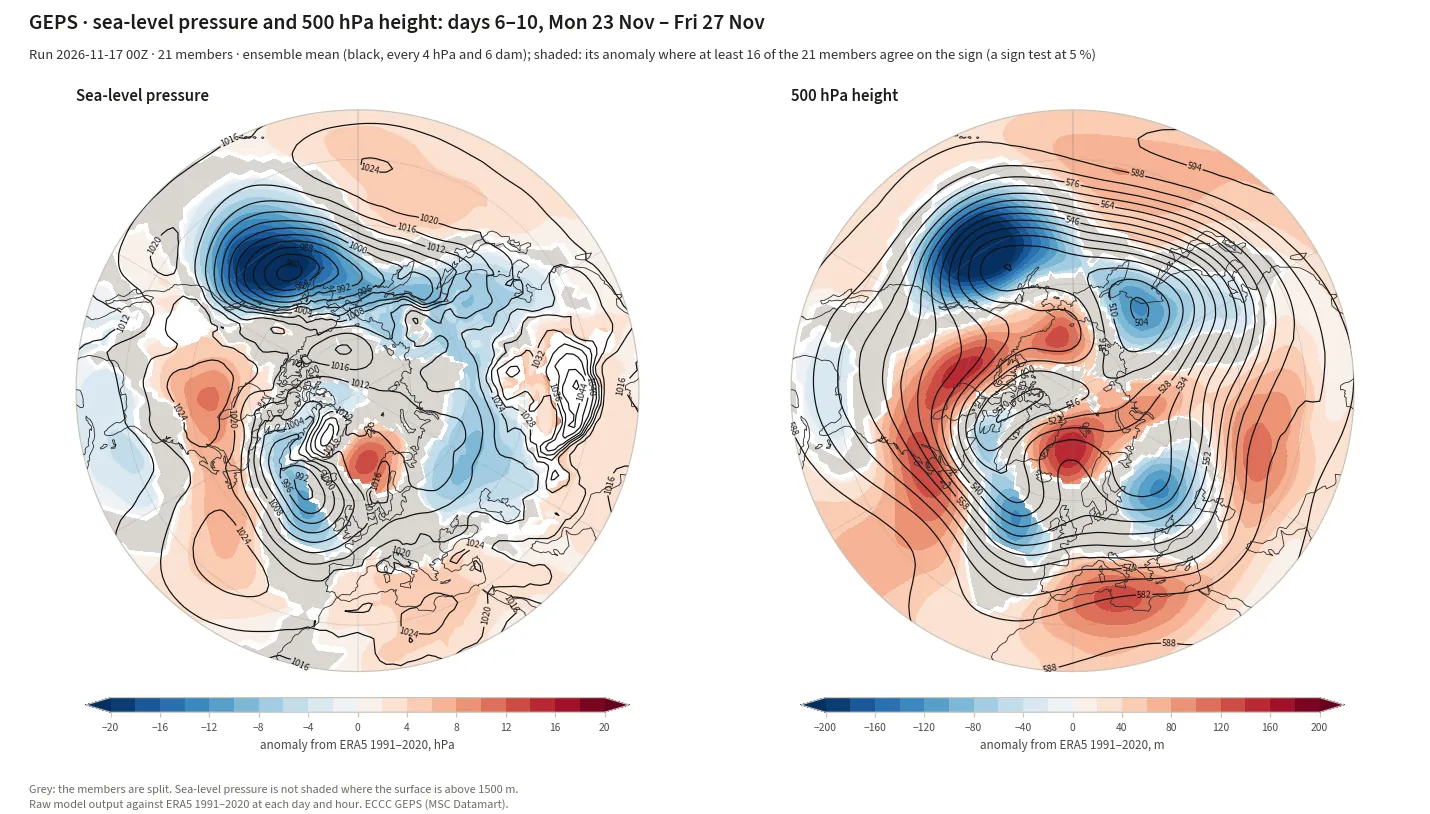 GEPS · sea-level pressure and 500 hPa height: days 6–10, Mon 23 Nov – Fri 27 Nov
Run 2026-11-17 00Z · 21 members · ensemble mean (black, every 4 hPa and 6 dam); shaded: its anomaly where at least 16 of the 21 members agree on the sign (a sign test at 5 %)
Sea-level pressure
500 hPa height
−20 −16 −12 −8 −4 0 4 8 12 16 20
anomaly from ERA5 1991–2020, hPa
−200 −160 −120 −80 −40 0 40 80 120 160 200
anomaly from ERA5 1991–2020, m
Grey: the members are split. Sea-level pressure is not shaded where the surface is above 1500 m.
Raw model output against ERA5 1991–2020 at each day and hour. ECCC GEPS (MSC Datamart).